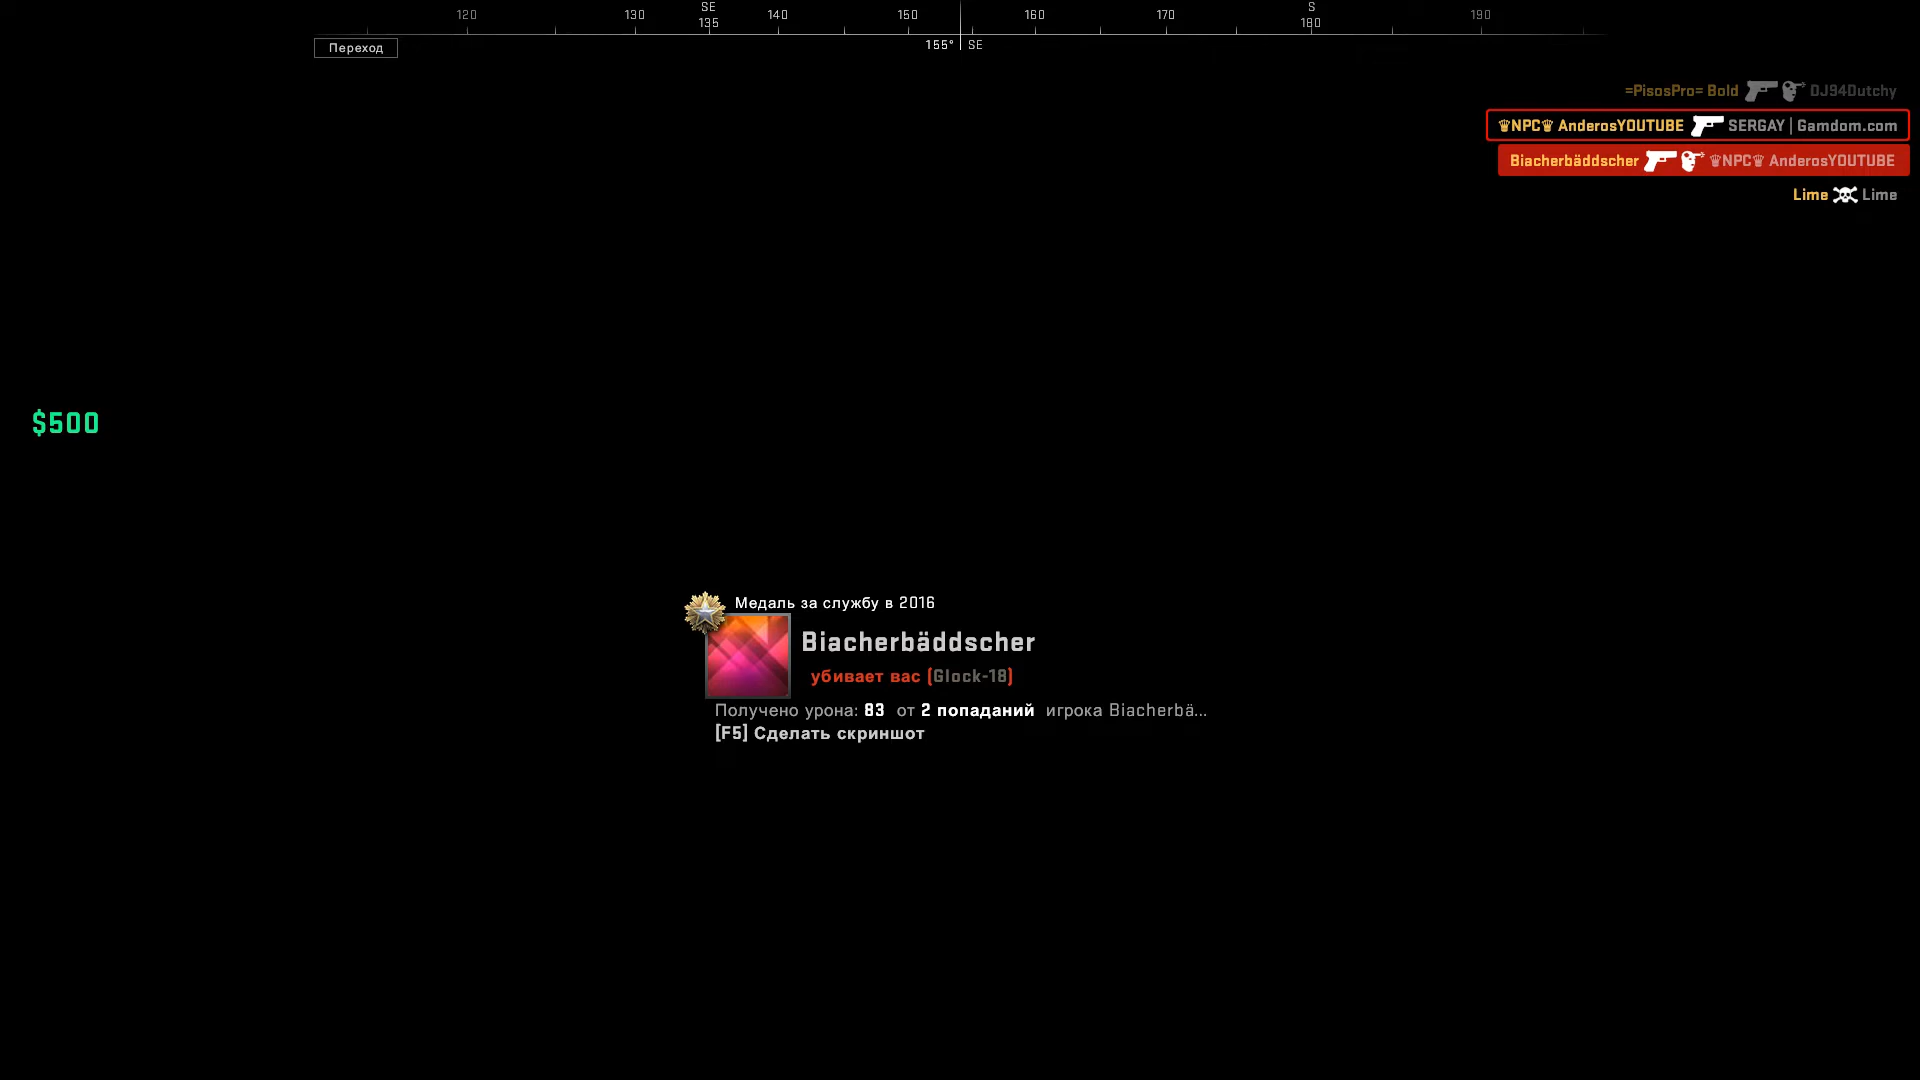 120 130 SE 135 140 150 160 170 S 180 190
155° SE
Переход
=PisosPro= Bold DJ94Dutchy
♛NPC♛ AnderosYOUTUBE SERGAY | Gamdom.com
Biacherbäddscher ♛NPC♛ AnderosYOUTUBE
Lime Lime
$500
Медаль за службу в 2016
Biacherbäddscher
убивает вас (Glock-18)
Получено урона: 83 от 2 попаданий игрока Biacherbä...
[F5] Сделать скриншот